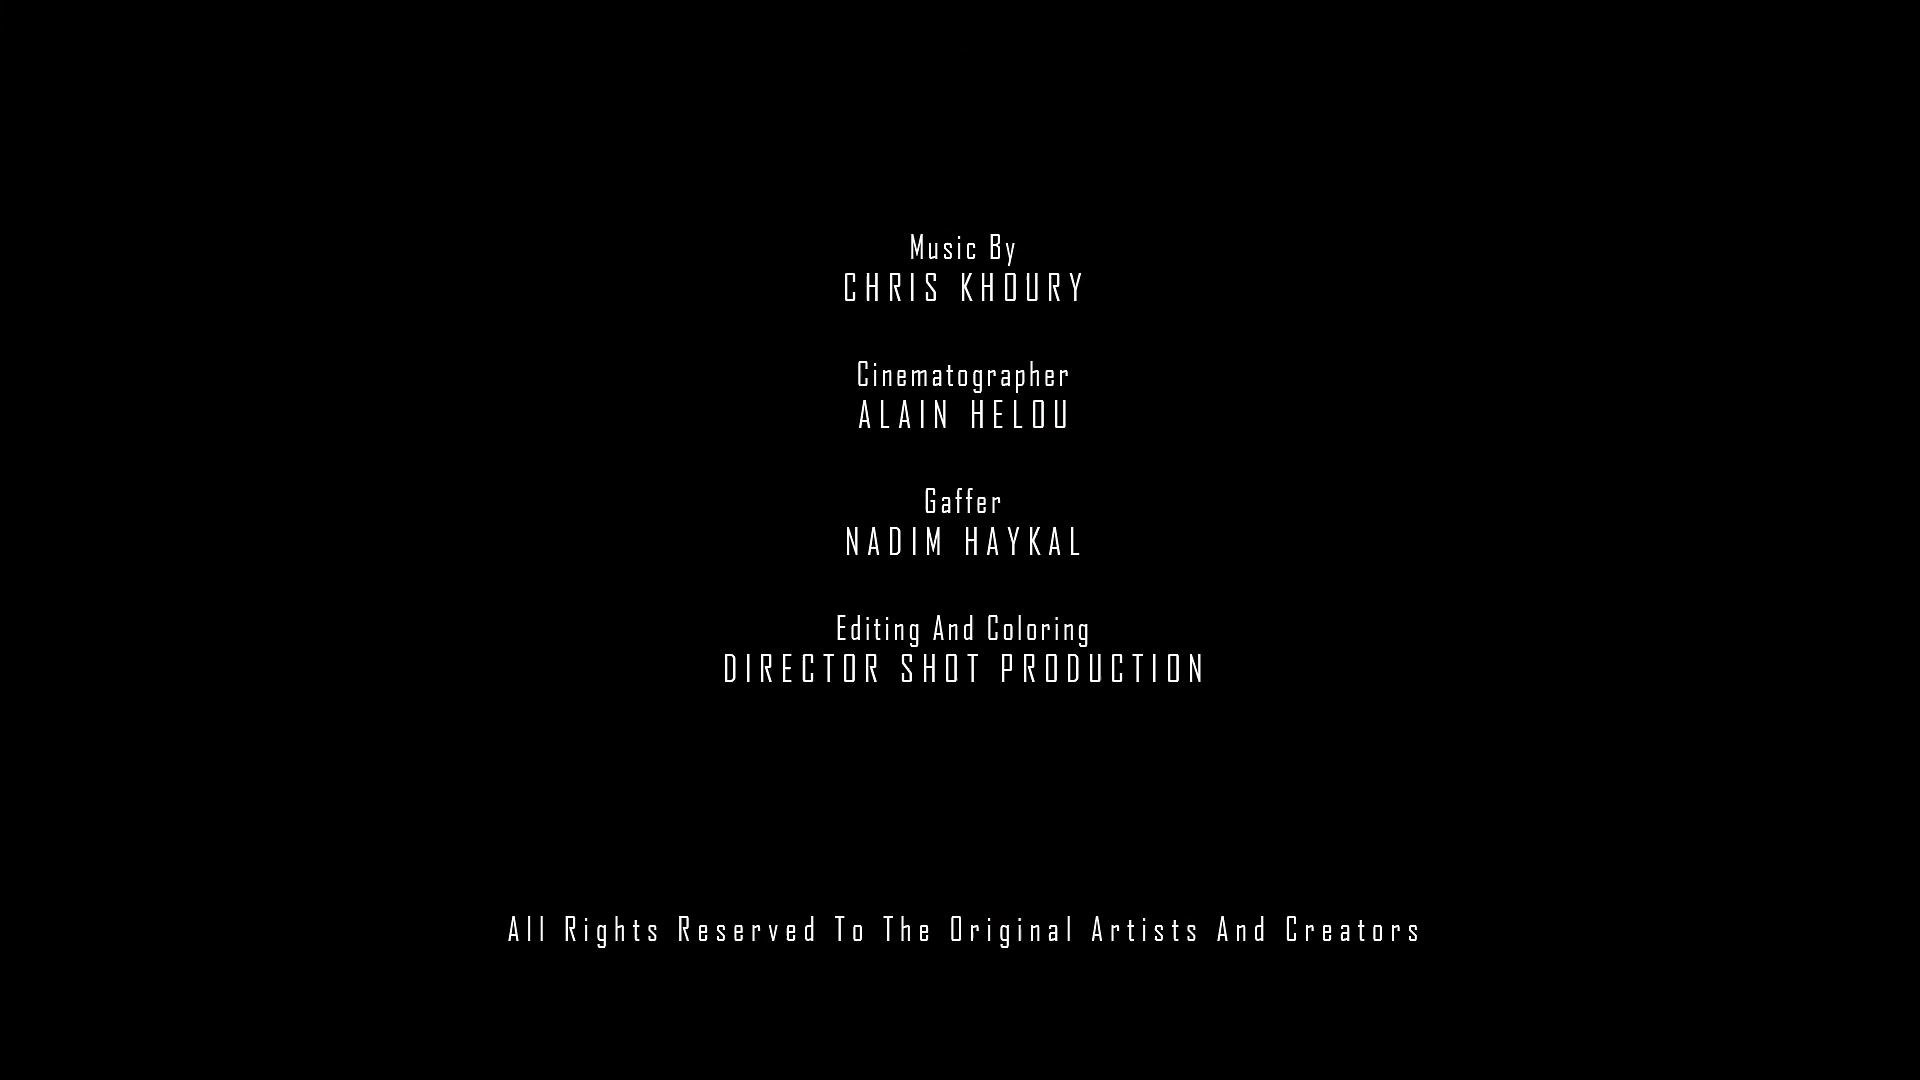 Music By
CHRIS KHOURY
Cinematographer
ALAIN HELOU
Gaffer
NADIM HAYKAL
Editing And Coloring
DIRECTOR SHOT PRODUCTION
All Rights Reserved To The Original Artists And Creators